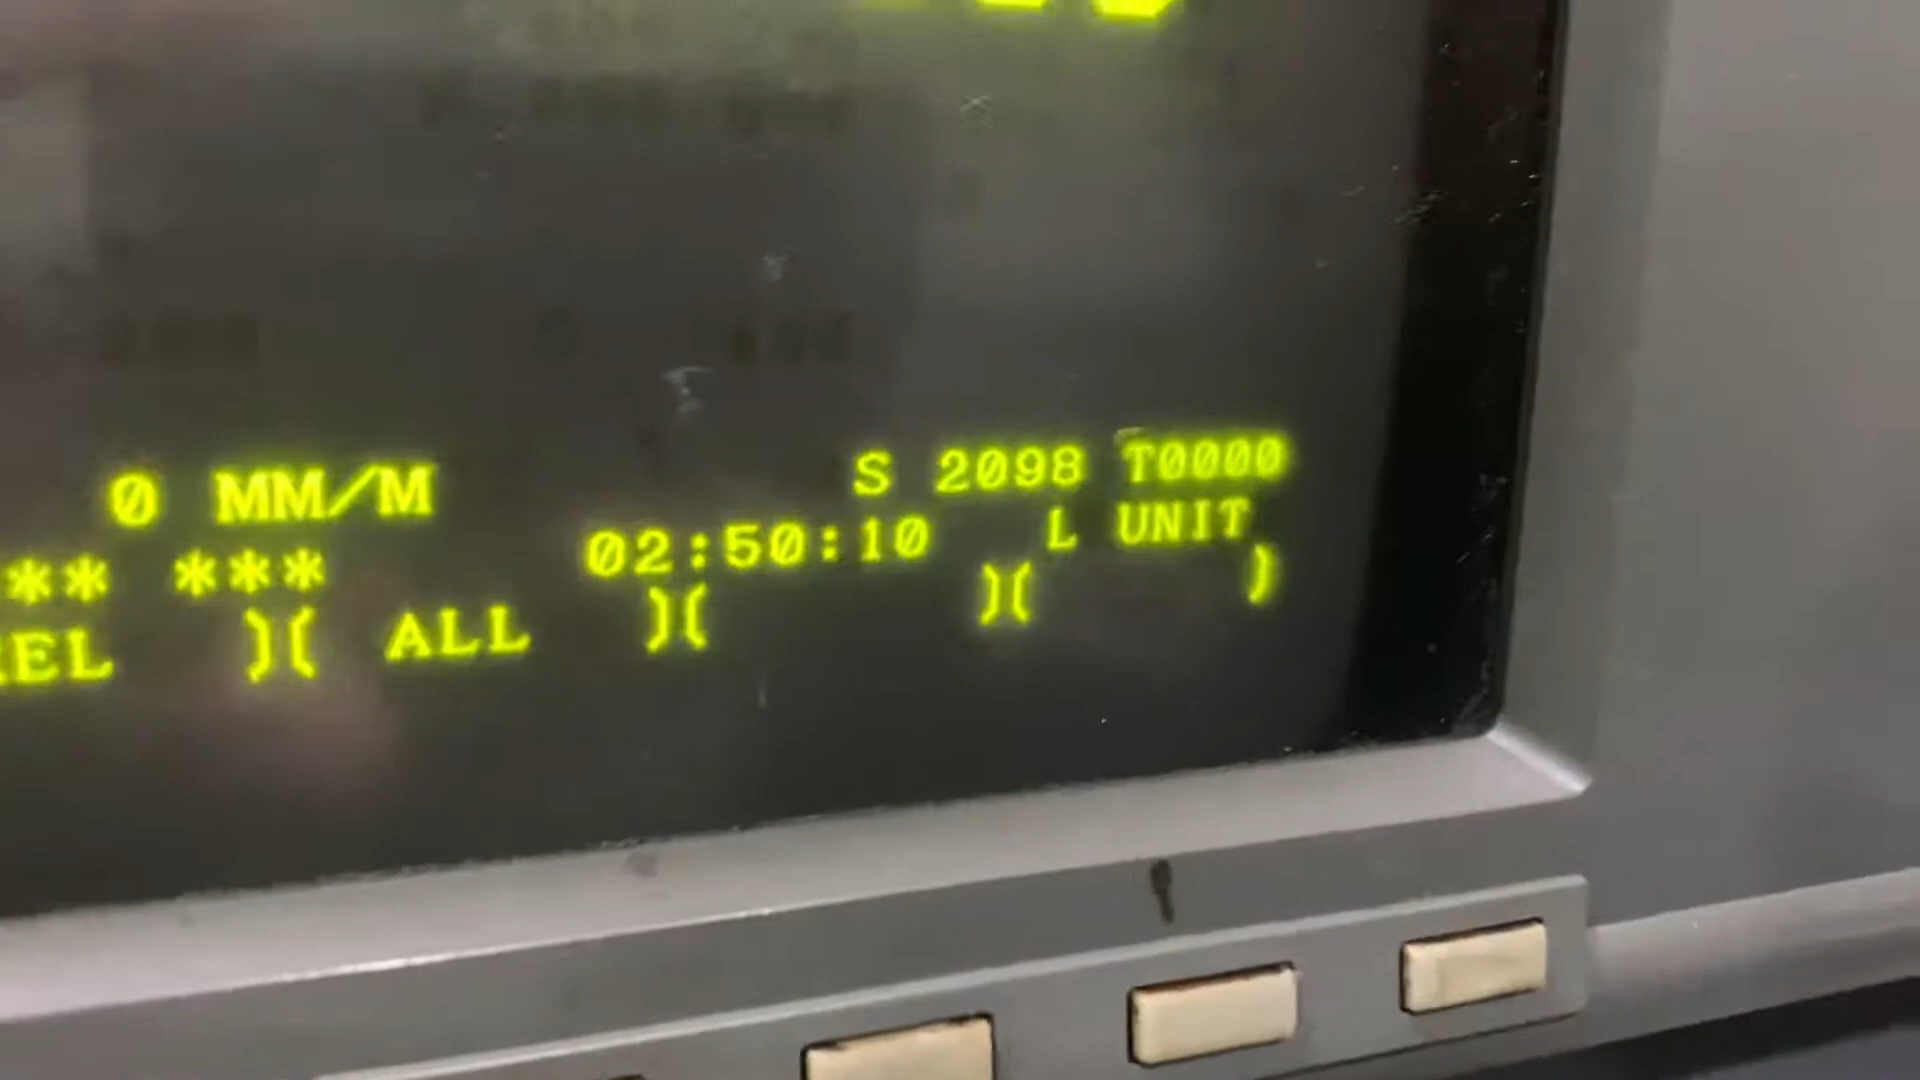 0 MM/M S 2098 T0000
** *** 02:50:10 L UNIT
EL )( ALL )( )( )